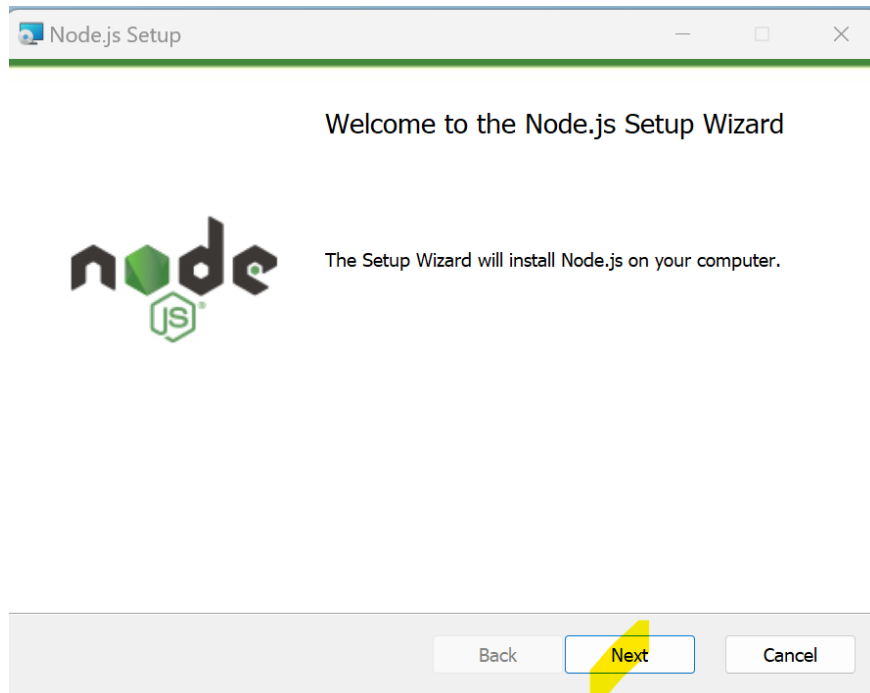 Node.js Setup
Welcome to the Node.js Setup Wizard
node
JS®
The Setup Wizard will install Node.js on your computer.
Back Next Cancel